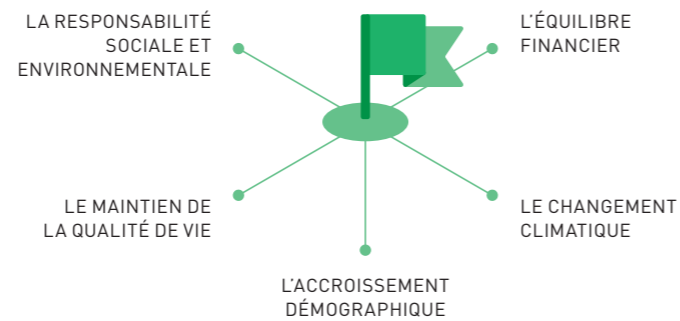 LA RESPONSABILITÉ
SOCIALE ET
ENVIRONNEMENTALE
L'ÉQUILIBRE
FINANCIER
LE MAINTIEN DE
LA QUALITÉ DE VIE
LE CHANGEMENT
CLIMATIQUE
L'ACCROISSEMENT
DÉMOGRAPHIQUE